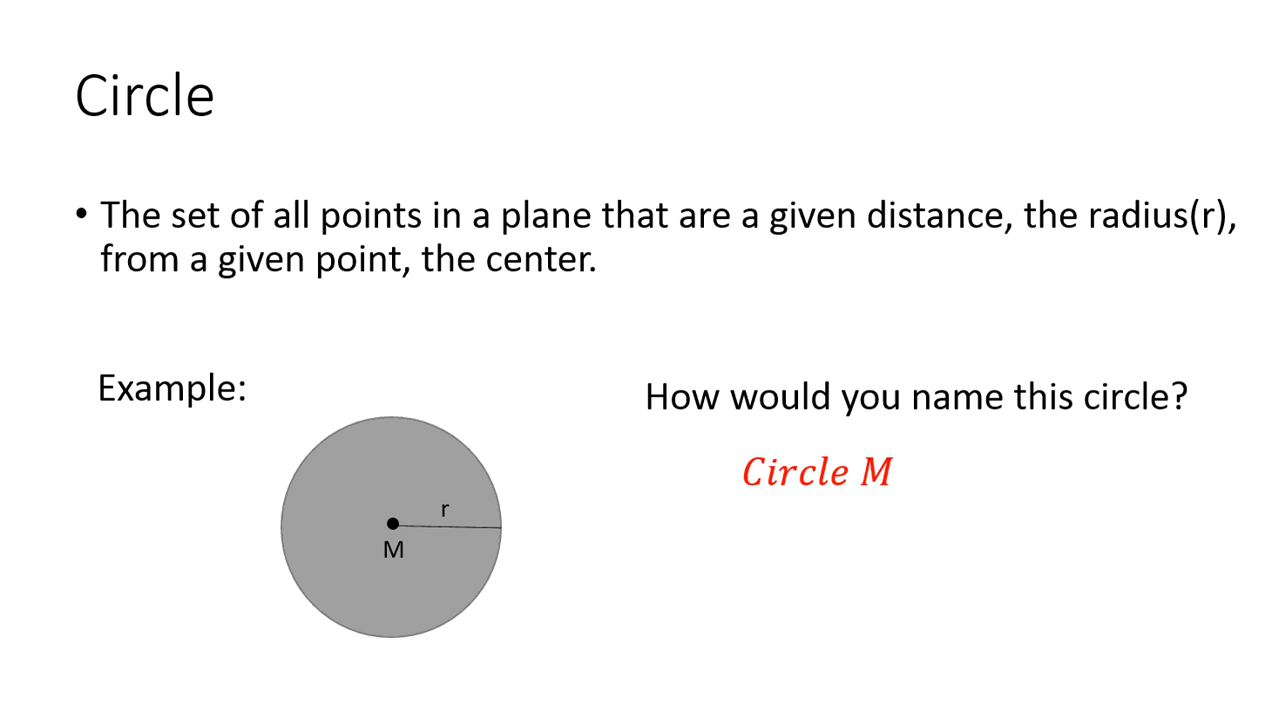 Circle
• The set of all points in a plane that are a given distance, the radius(r),
from a given point, the center.
Example:
How would you name this circle?
Circle M
r
M